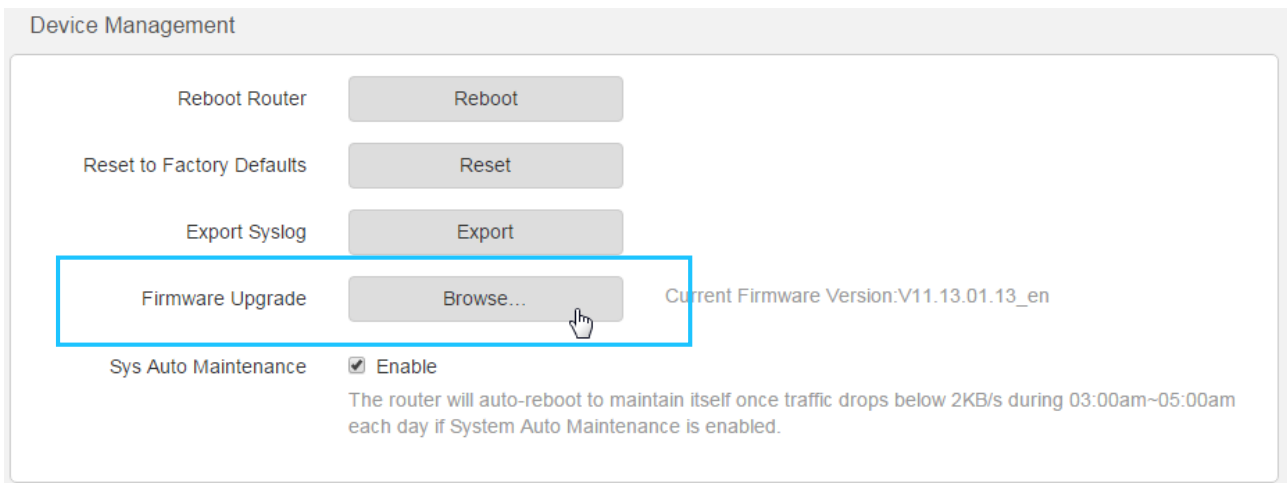 Device Management
Reboot Router Reboot
Reset to Factory Defaults Reset
Export Syslog Export
Firmware Upgrade Browse... Current Firmware Version:V11.13.01.13_en
Sys Auto Maintenance Enable
The router will auto-reboot to maintain itself once traffic drops below 2KB/s during 03:00am~05:00am
each day if System Auto Maintenance is enabled.